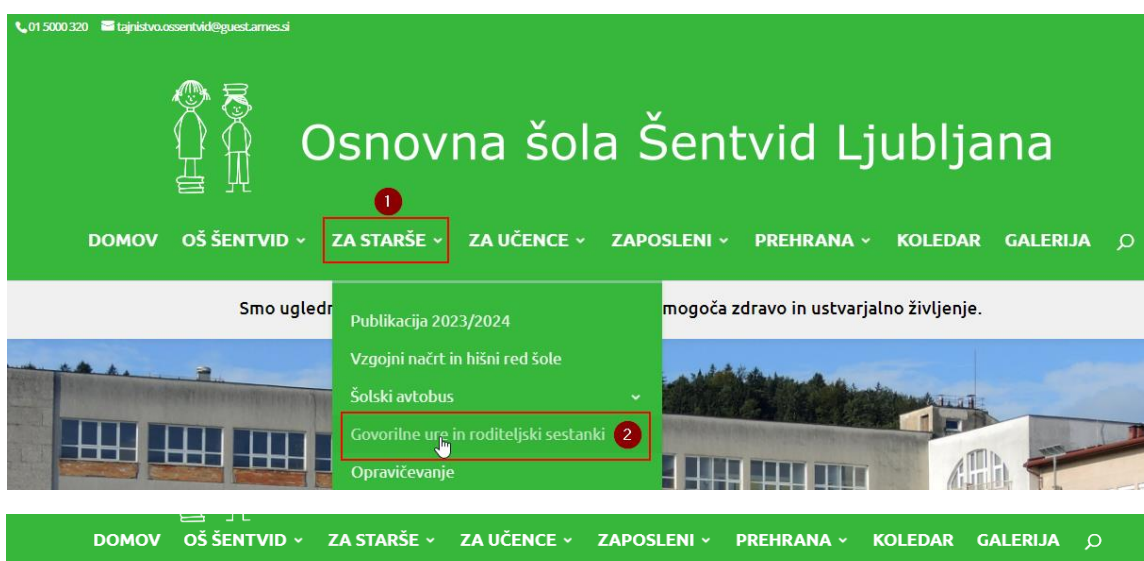 01 5000 320 tajnistvo.ossentvid@guest.arnes.si
Osnovna šola Šentvid Ljubljana
1
DOMOV OŠ ŠENTVID ZA STARŠE ZA UČENCE ZAPOSLENI PREHRANA KOLEDAR GALERIJA
Smo ugledn mogoča zdravo in ustvarjalno življenje.
Publikacija 2023/2024
Vzgojni načrt in hišni red šole
Šolski avtobus
Govorilne ure in roditeljski sestanki 2
Opravičevanje
DOMOV OŠ ŠENTVID ZA STARŠE ZA UČENCE ZAPOSLENI PREHRANA KOLEDAR GALERIJA